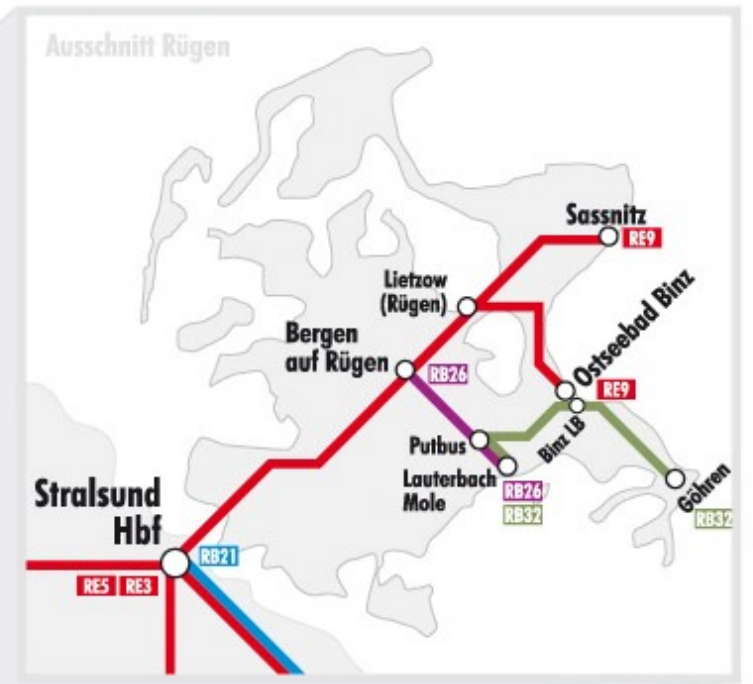 Ausschnitt Rügen
Sassnitz
RE9
Lietzow
(Rügen)
Ostseebad Binz
RE9
Bergen
auf Rügen
RB26
Binz LB
Putbus
Lauterbach
Mole
RB26
RB32
Göhren
RB32
Stralsund
Hbf
RB21
RE5 RE3